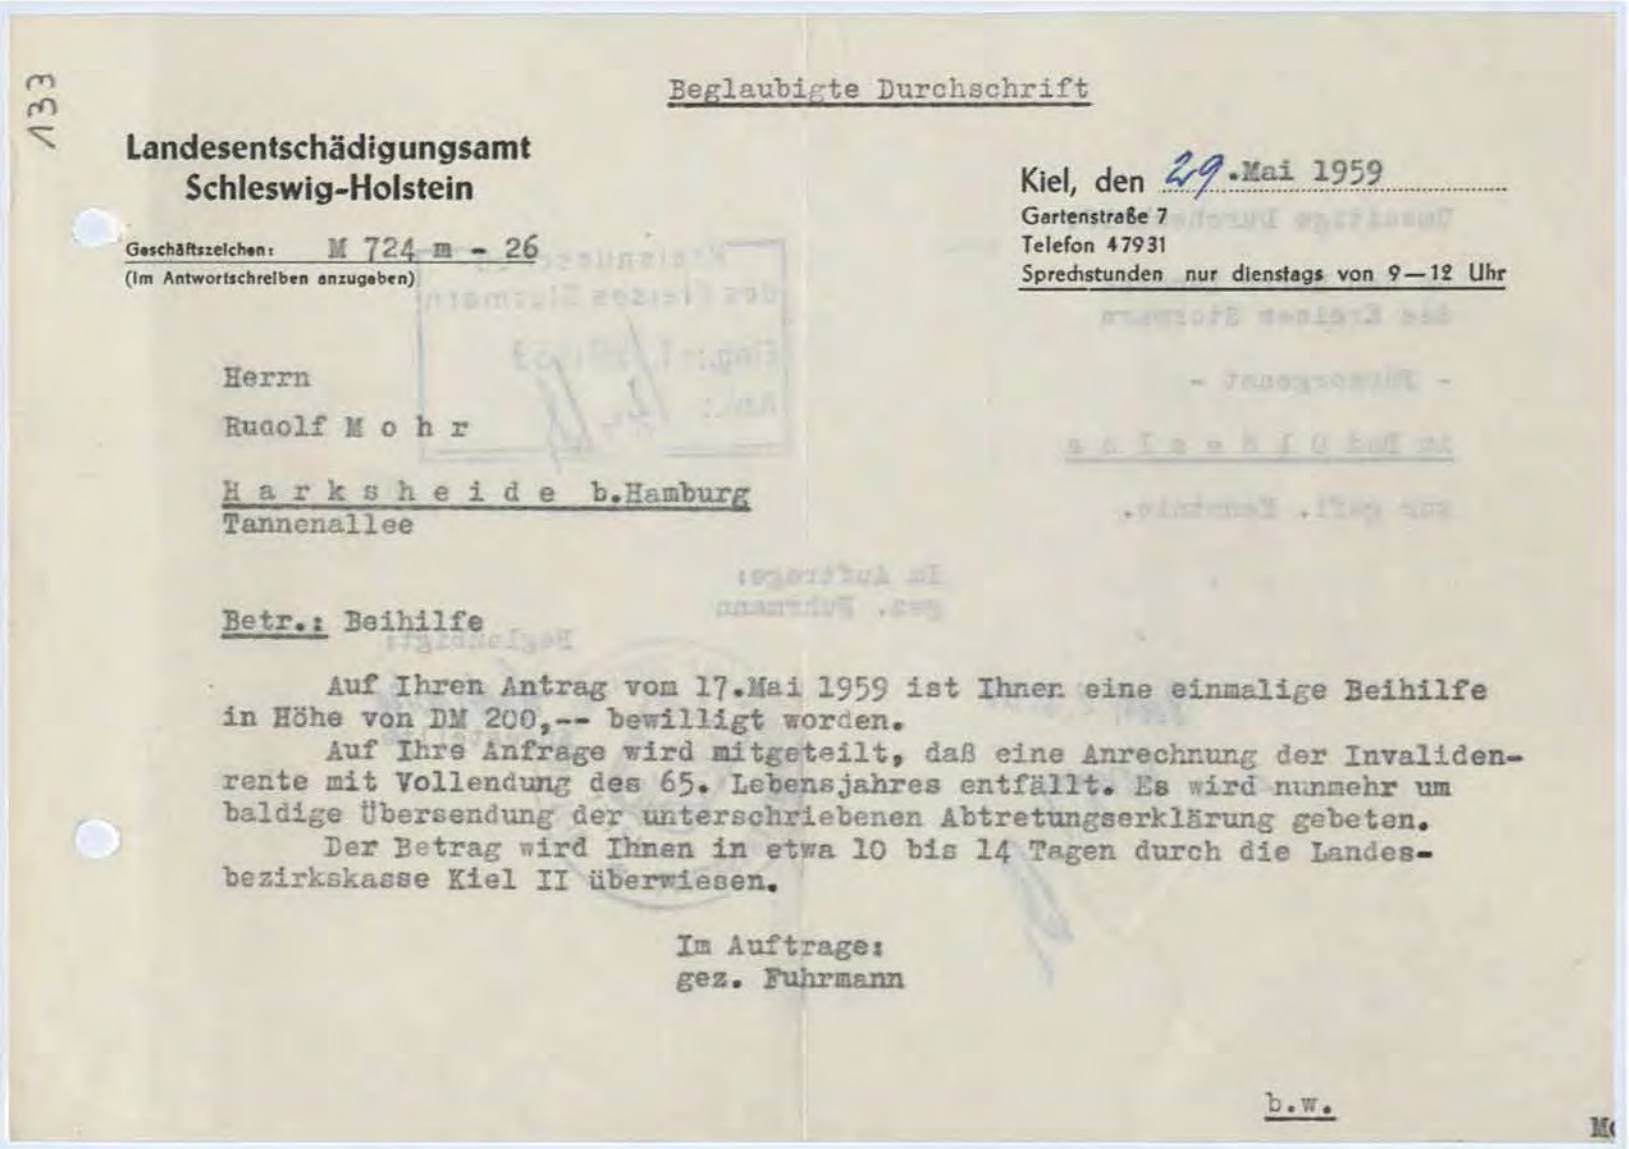 133
Beglaubigte Durchschrift
Landesentschädigungsamt
Schleswig-Holstein
Kiel, den 29. Mai 1959
Gartenstraße 7
Telefon 47931
Sprechstunden nur dienstags von 9—12 Uhr
Geschäftszeichen: M 724 m - 26
(Im Antwortschreiben anzugeben)
Herrn
Rudolf M o h r
H a r k s h e i d e b.Hamburg
Tannenallee
Betr.: Beihilfe
Auf Ihren Antrag vom 17.Mai 1959 ist Ihnen eine einmalige Beihilfe
in Höhe von DM 200,-- bewilligt worden.
Auf Ihre Anfrage wird mitgeteilt, daß eine Anrechnung der Invaliden-
rente mit Vollendung des 65. Lebensjahres entfällt. Es wird nunmehr um
baldige Übersendung der unterschriebenen Abtretungserklärung gebeten.
Der Betrag wird Ihnen in etwa 10 bis 14 Tagen durch die Landes-
bezirkskasse Kiel II überwiesen.
Im Auftrage:
gez. Fuhrmann
b.w.